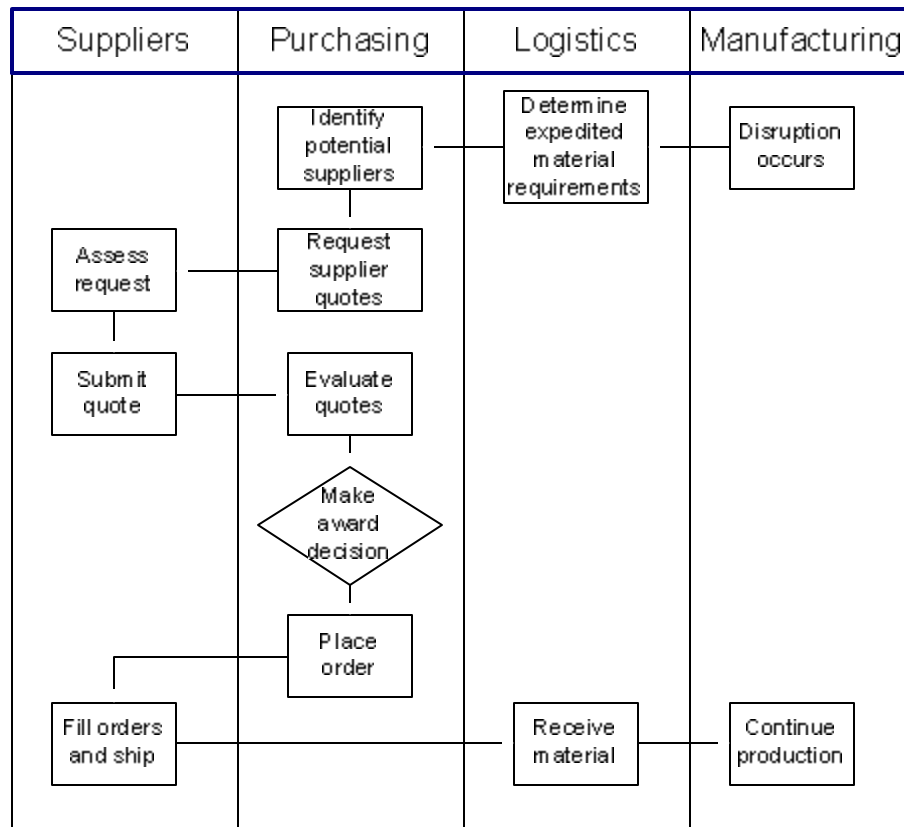 Suppliers
Purchasing
Logistics
Manufacturing
Identify
potential
suppliers
Determine
expedited
material
requirements
Disruption
occurs
Assess
request
Request
supplier
quotes
Submit
quote
Evaluate
quotes
Make
award
decision
Place
order
Fill orders
and ship
Receive
material
Continue
production